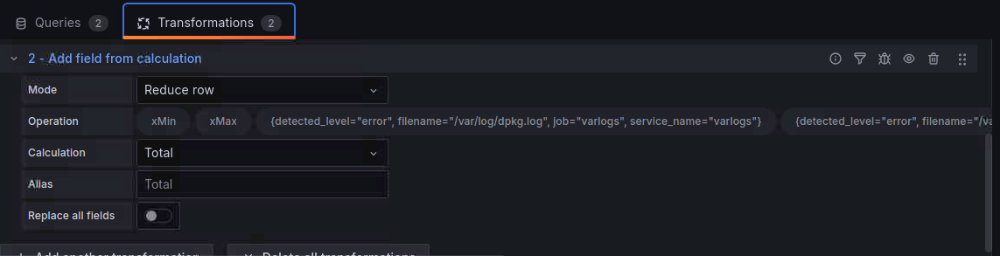 Queries 2 Transformations 2
2 - Add field from calculation
Mode Reduce row
Operation xMin xMax {detected_level="error", filename="/var/log/dpkg.log", job="varlogs", service_name="varlogs"} {detected_level="error", filename="/va
Calculation Total
Alias Total
Replace all fields
Add another transformation Delete all transformations